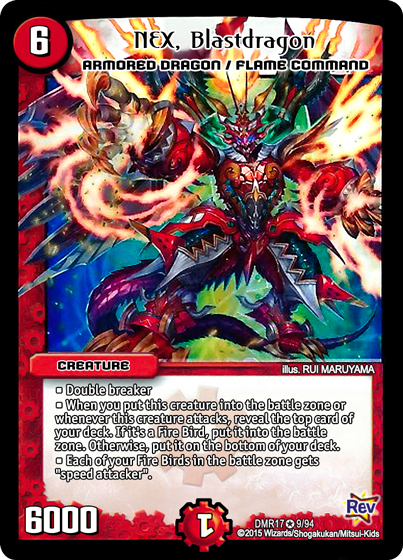 6
NEX, Blastdragon
ARMORED DRAGON / FLAME COMMAND
illus. RUI MARUYAMA
CREATURE
▪ Double breaker
▪ When you put this creature into the battle zone or
whenever this creature attacks, reveal the top card of
your deck. If it's a Fire Bird, put it into the battle
zone. Otherwise, put it on the bottom of your deck.
▪ Each of your Fire Birds in the battle zone gets
"speed attacker".
Rev
6000
1
DMR17 ✪ 9/94
©2015 Wizards/Shogakukan/Mitsui-Kids